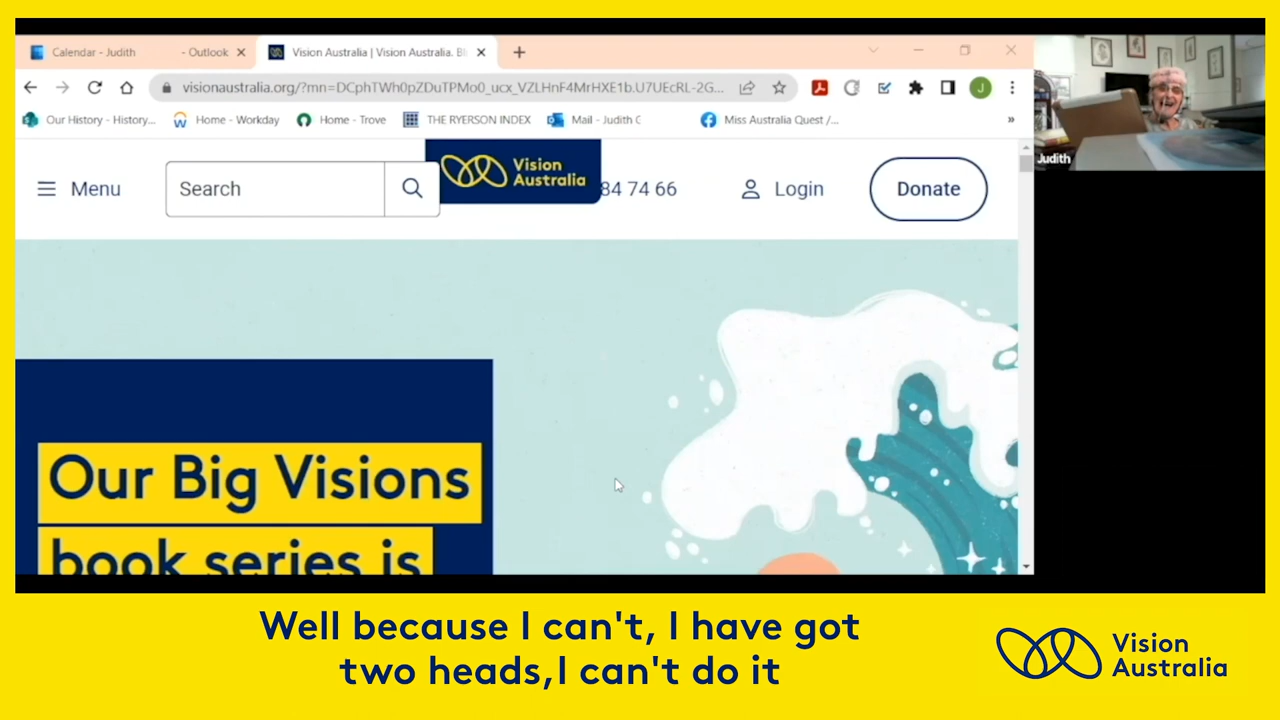 Calendar - Judith - Outlook
Vision Australia | Vision Australia. Bl
visionaustralia.org/?mn=DCphTWh0pZDuTPMo0_ucx_VZLHnF4MrHXE1b.U7UEcRL-2G...
J
Our History - History...
Home - Workday
Home - Trove
THE RYERSON INDEX
Mail - Judith G
Miss Australia Quest /...
»
Judith
Menu
Search
Vision
Australia
84 74 66
Login
Donate
Our Big Visions
book series is
Well because I can't, I have got
two heads,I can't do it
Vision
Australia